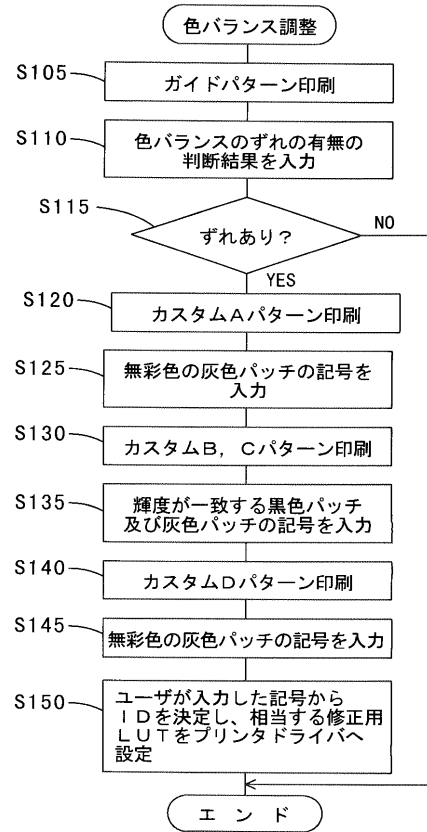 色バランス調整
S105
ガイドパターン印刷
S110
色バランスのずれの有無の
判断結果を入力
S115
ずれあり？
NO
YES
S120
カスタムＡパターン印刷
S125
無彩色の灰色パッチの記号を
入力
S130
カスタムＢ，Ｃパターン印刷
S135
輝度が一致する黒色パッチ
及び灰色パッチの記号を入力
S140
カスタムＤパターン印刷
S145
無彩色の灰色パッチの記号を入力
S150
ユーザが入力した記号から
ＩＤを決定し、相当する修正用
ＬＵＴをプリンタドライバへ
設定
エ ン ド